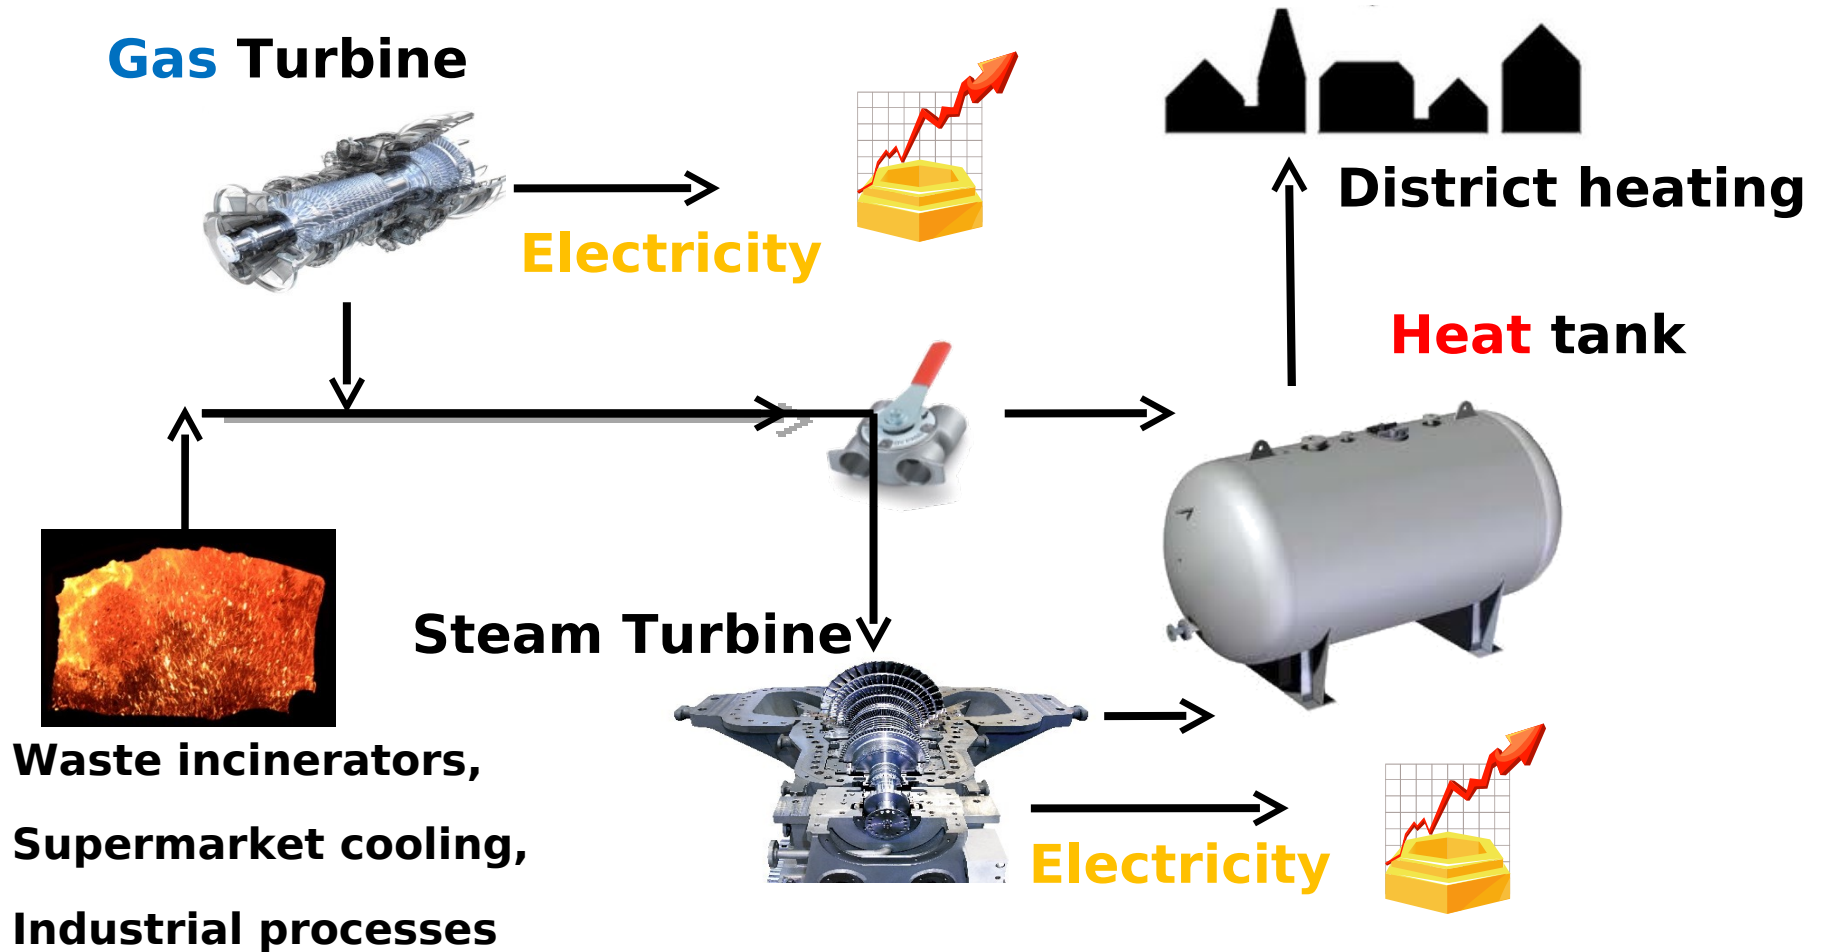 Gas Turbine
Electricity
District heating
Heat tank
Steam Turbine
Waste incinerators,
Supermarket cooling,
Industrial processes
Electricity